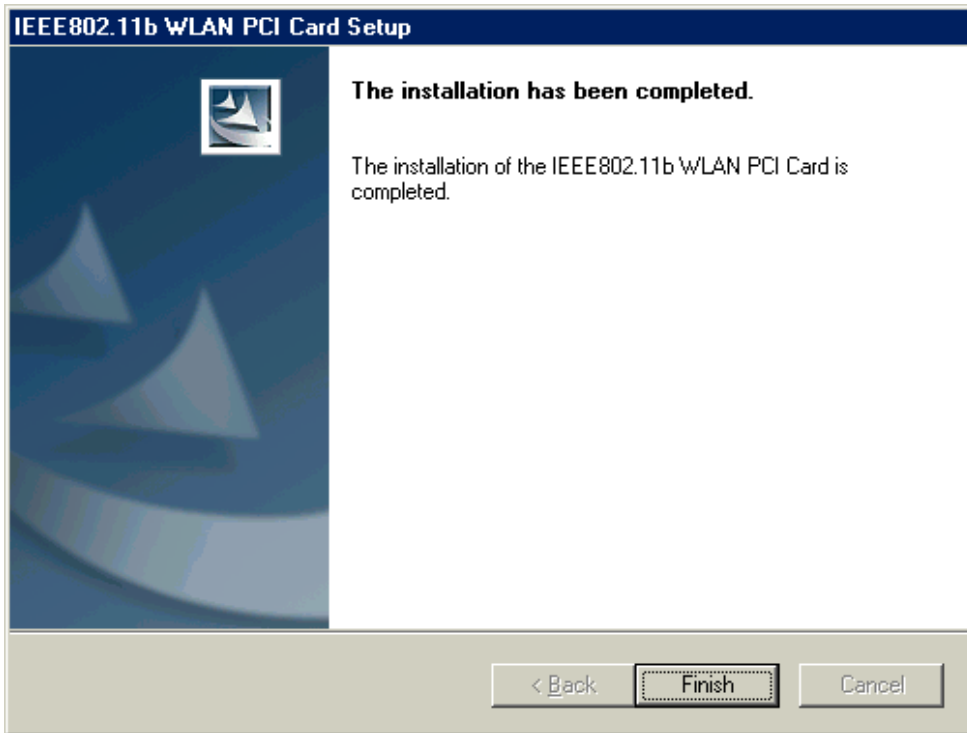 IEEE802.11b WLAN PCI Card Setup
The installation has been completed.
The installation of the IEEE802.11b WLAN PCI Card is
completed.
< Back Finish Cancel